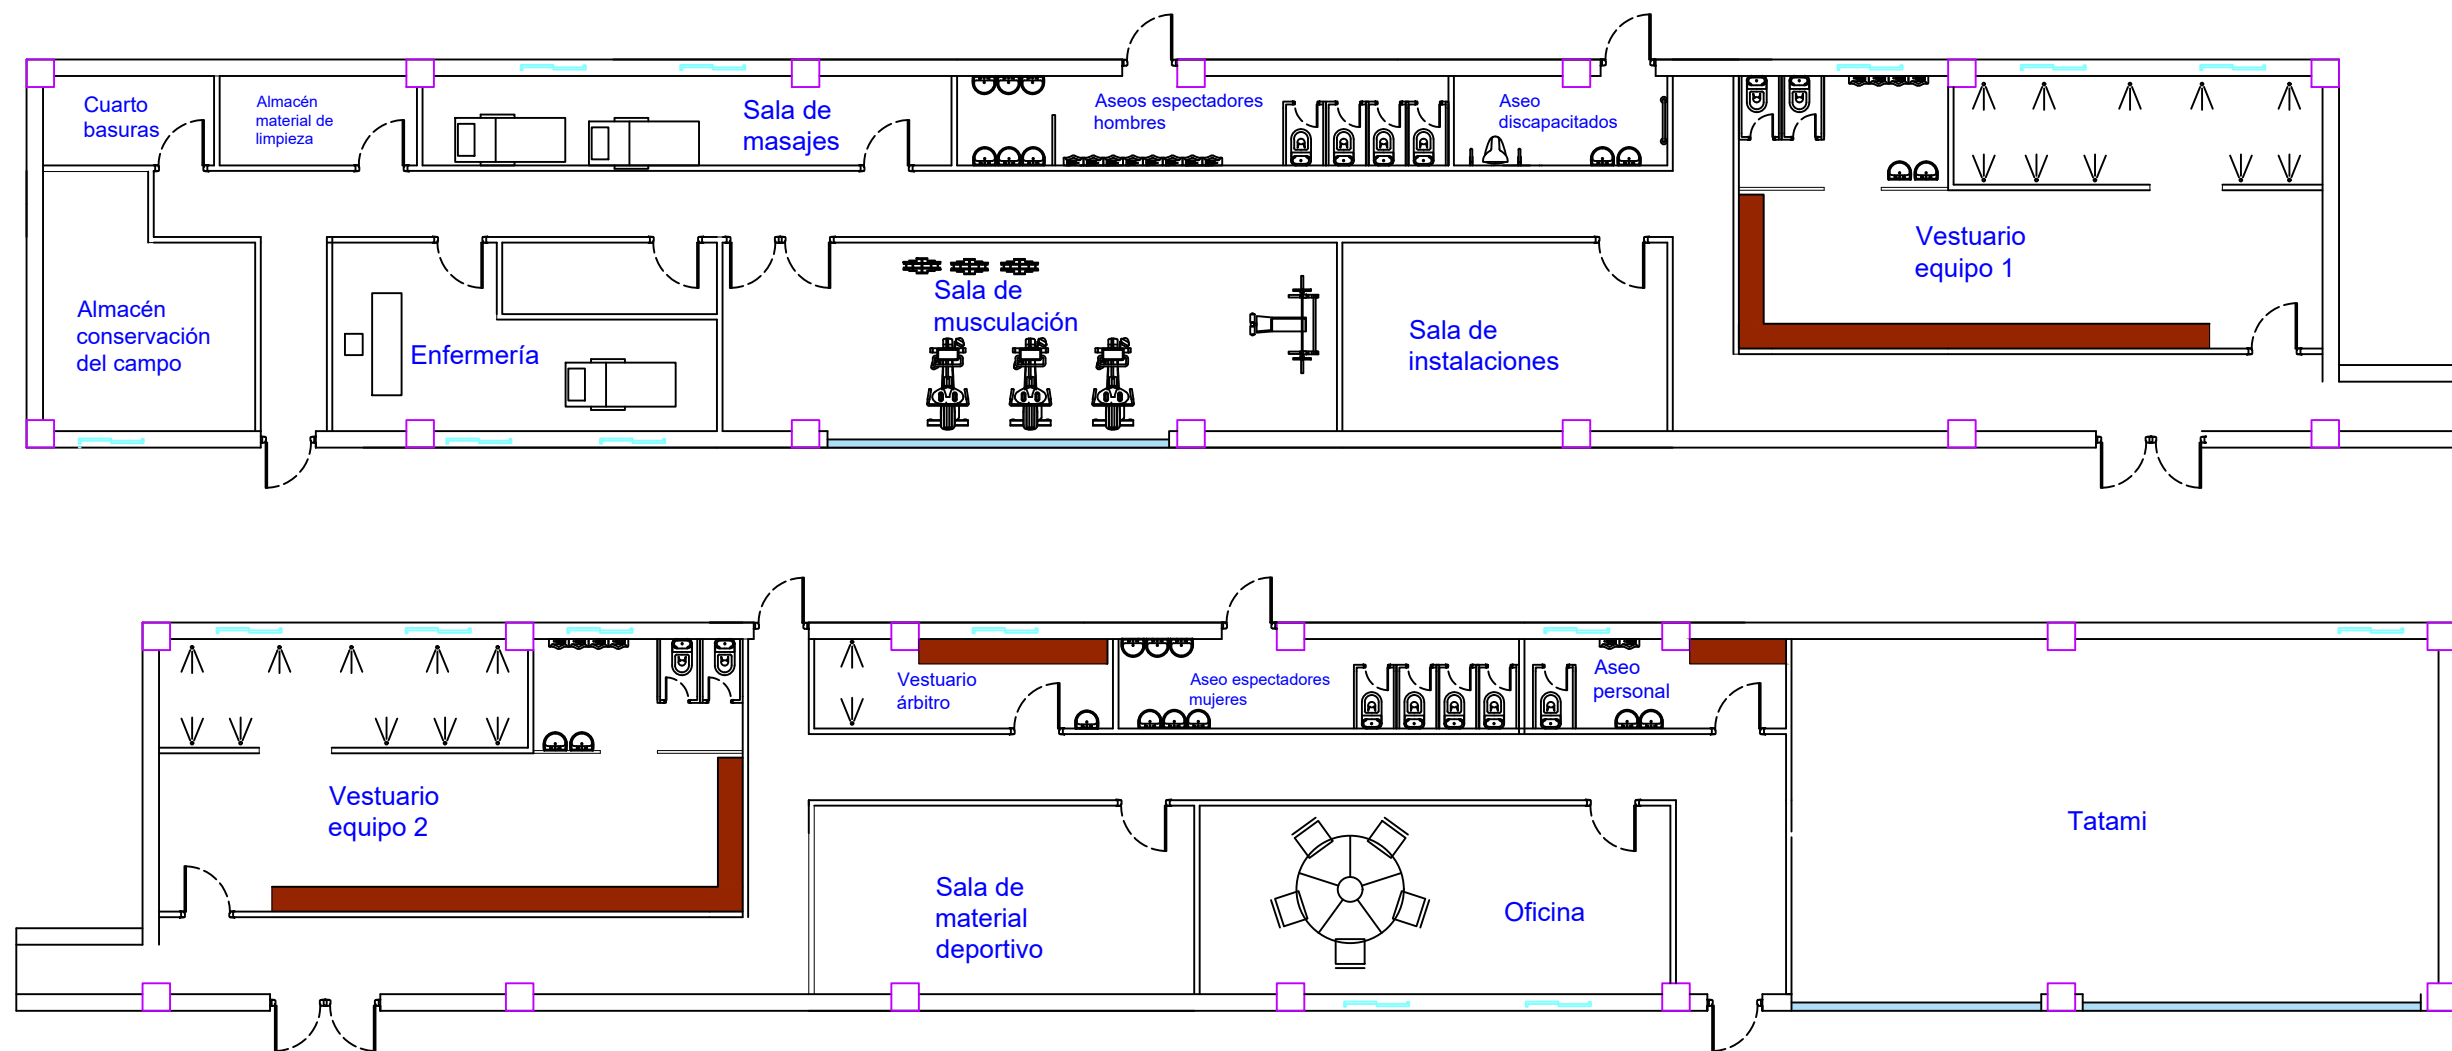 Cuarto
basuras
Almacén
material de
limpieza
Sala de
masajes
Aseos espectadores
hombres
Aseo
discapacitados
Vestuario
equipo 1
Almacén
conservación
del campo
Enfermería
Sala de
musculación
Sala de
instalaciones
Vestuario
equipo 2
Vestuario
árbitro
Aseo espectadores
mujeres
Aseo
personal
Sala de
material
deportivo
Oficina
Tatami